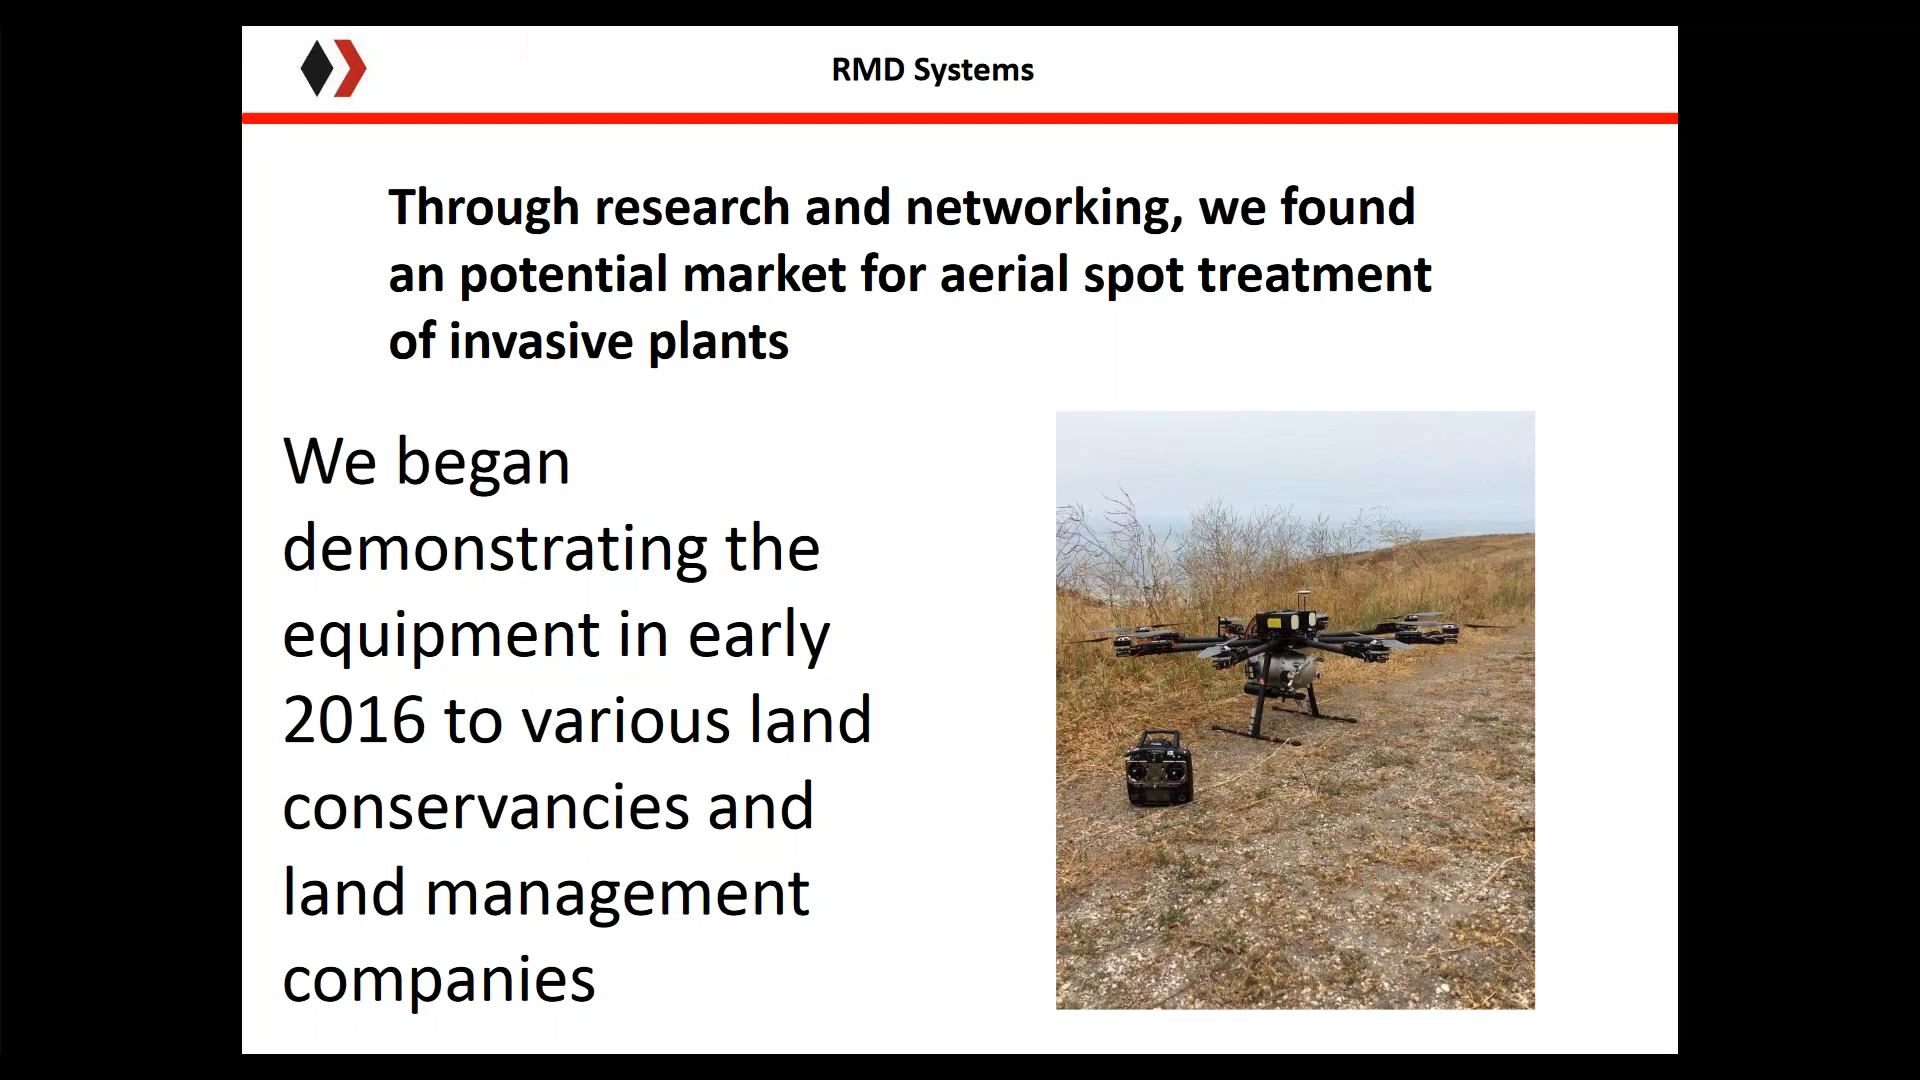 RMD Systems
Through research and networking, we found
an potential market for aerial spot treatment
of invasive plants
We began
demonstrating the
equipment in early
2016 to various land
conservancies and
land management
companies